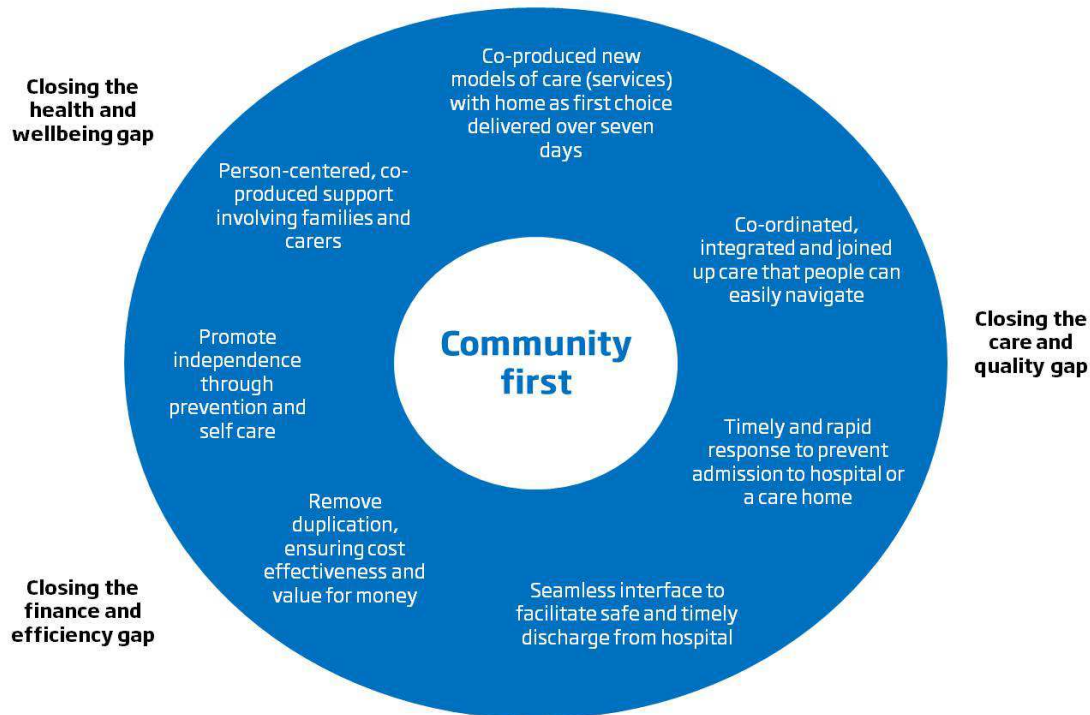 Closing the
health and
wellbeing gap
Co-produced new
models of care (services)
with home as first choice
delivered over seven
days
Person-centered, co-
produced support
involving families and
carers
Co-ordinated,
integrated and joined
up care that people can
easily navigate
Promote
independence
through
prevention and
self care
Community
first
Closing the
care and
quality gap
Timely and rapid
response to prevent
admission to hospital or
a care home
Remove
duplication,
ensuring cost
effectiveness and
value for money
Seamless interface to
facilitate safe and timely
discharge from hospital
Closing the
finance and
efficiency gap